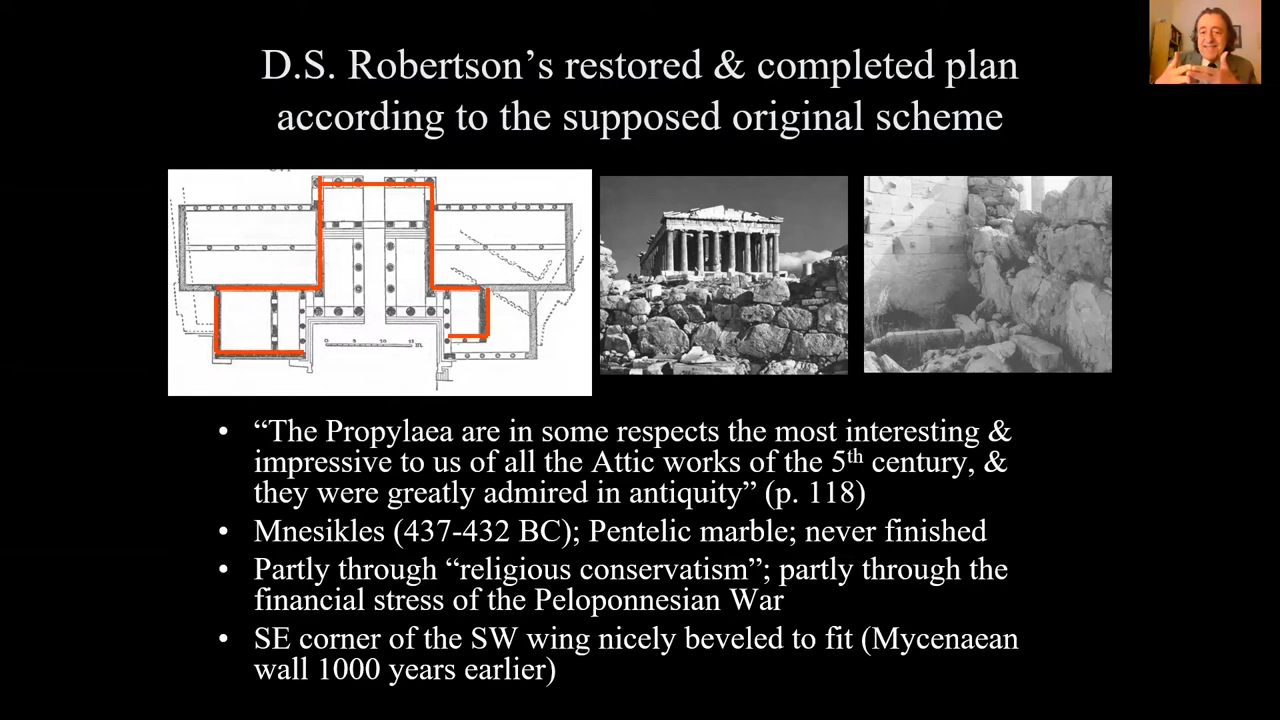 D.S. Robertson’s restored & completed plan
according to the supposed original scheme
• “The Propylaea are in some respects the most interesting &
impressive to us of all the Attic works of the 5th century, &
they were greatly admired in antiquity” (p. 118)
• Mnesikles (437-432 BC); Pentelic marble; never finished
• Partly through “religious conservatism”; partly through the
financial stress of the Peloponnesian War
• SE corner of the SW wing nicely beveled to fit (Mycenaean
wall 1000 years earlier)